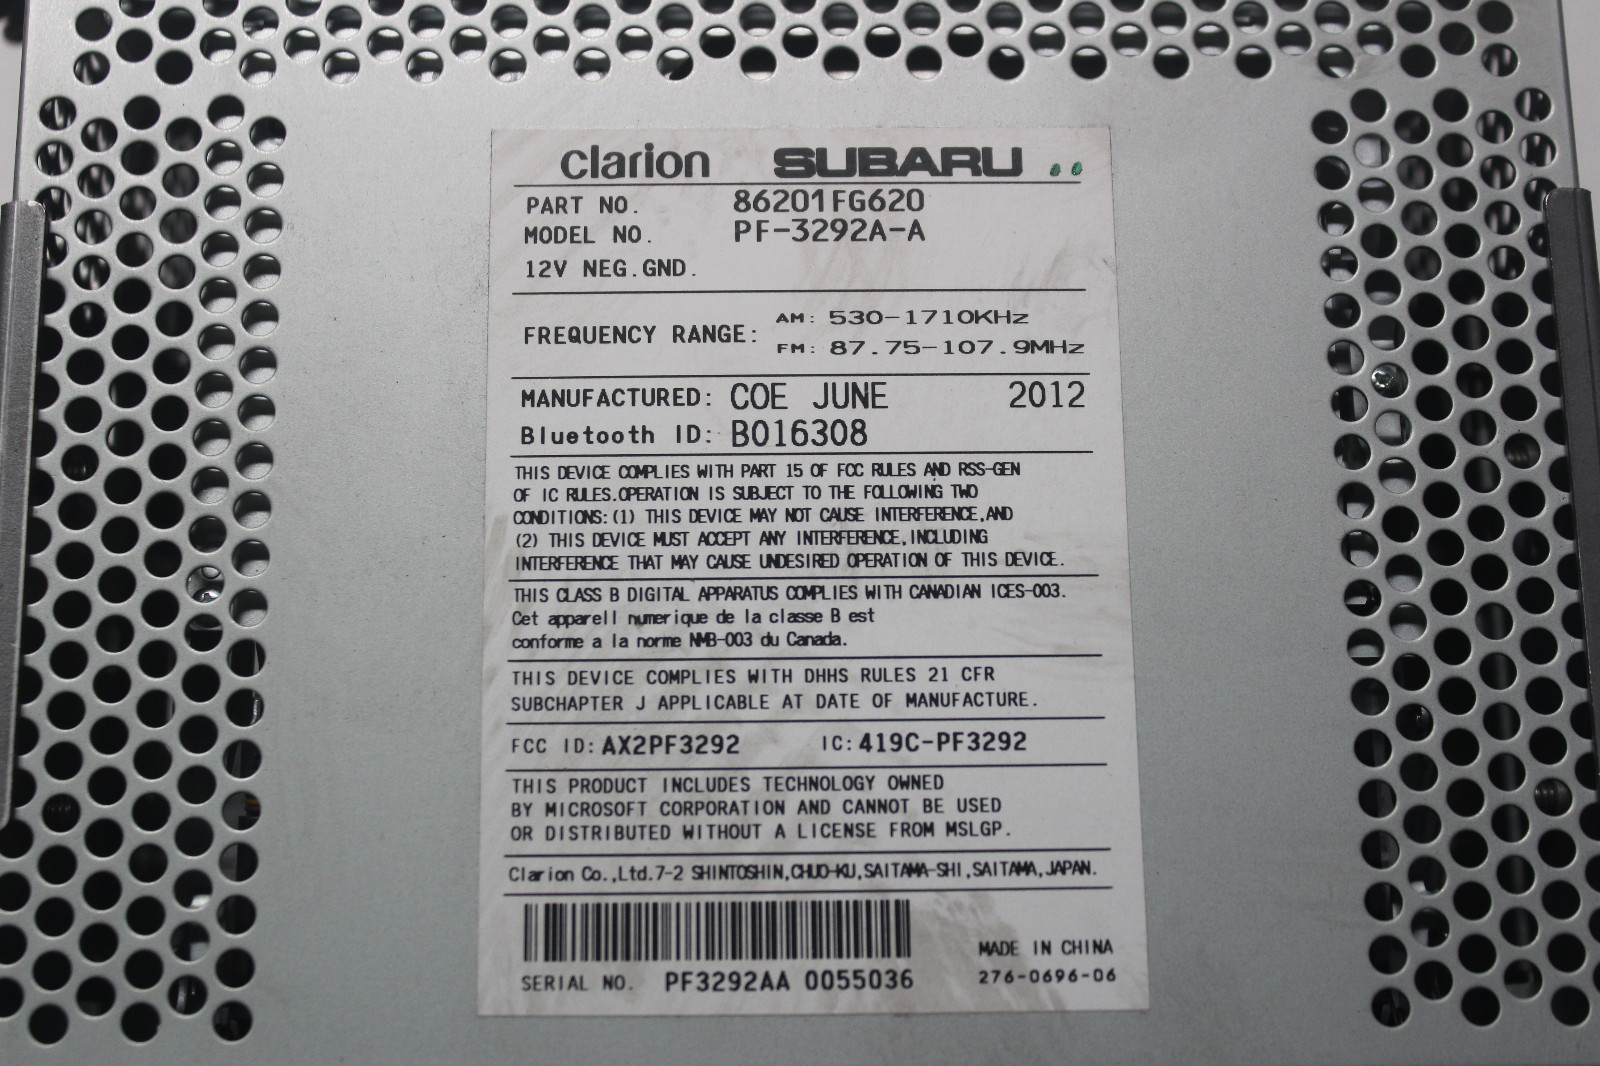 clarion SUBARU
PART NO. 86201FG620
MODEL NO. PF-3292A-A
12V NEG.GND.
FREQUENCY RANGE: AM: 530-1710KHz
FM: 87.75-107.9MHz
MANUFACTURED: COE JUNE 2012
Bluetooth ID: B016308
THIS DEVICE COMPLIES WITH PART 15 OF FCC RULES AND RSS-GEN
OF IC RULES.OPERATION IS SUBJECT TO THE FOLLOWING TWO
CONDITIONS:(1) THIS DEVICE MAY NOT CAUSE INTERFERENCE,AND
(2) THIS DEVICE MUST ACCEPT ANY INTERFERENCE,INCLUDING
INTERFERENCE THAT MAY CAUSE UNDESIRED OPERATION OF THIS DEVICE.
THIS CLASS B DIGITAL APPARATUS COMPLIES WITH CANADIAN ICES-003.
Cet appareil numerique de la classe B est
conforme a la norme NMB-003 du Canada.
THIS DEVICE COMPLIES WITH DHHS RULES 21 CFR
SUBCHAPTER J APPLICABLE AT DATE OF MANUFACTURE.
FCC ID: AX2PF3292 IC: 419C-PF3292
THIS PRODUCT INCLUDES TECHNOLOGY OWNED
BY MICROSOFT CORPORATION AND CANNOT BE USED
OR DISTRIBUTED WITHOUT A LICENSE FROM MSLGP.
Clarion Co.,Ltd.7-2 SHINTOSHIN,CHUO-KU,SAITAMA-SHI,SAITAMA,JAPAN.
MADE IN CHINA
SERIAL NO. PF3292AA 0055036 276-0696-06